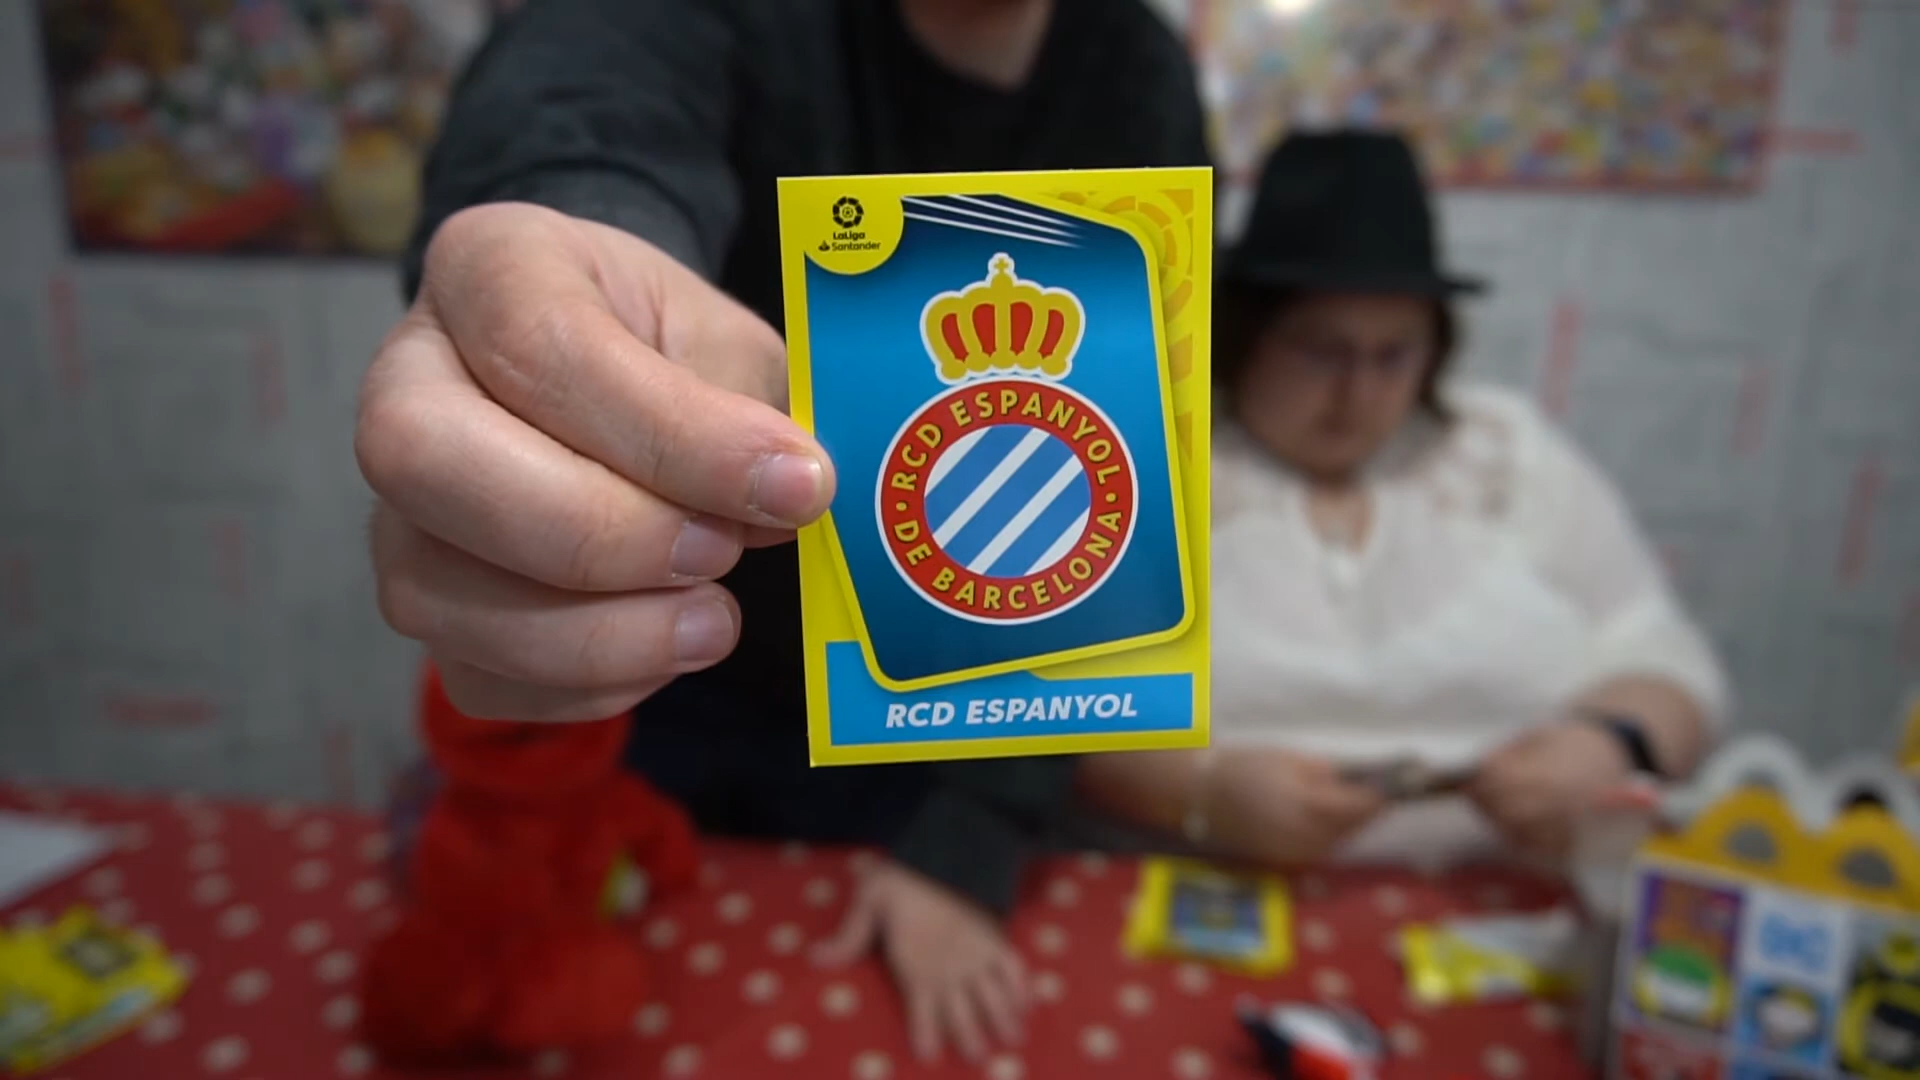 LaLiga
Santander
RCD ESPANYOL
DE BARCELONA
RCD ESPANYOL